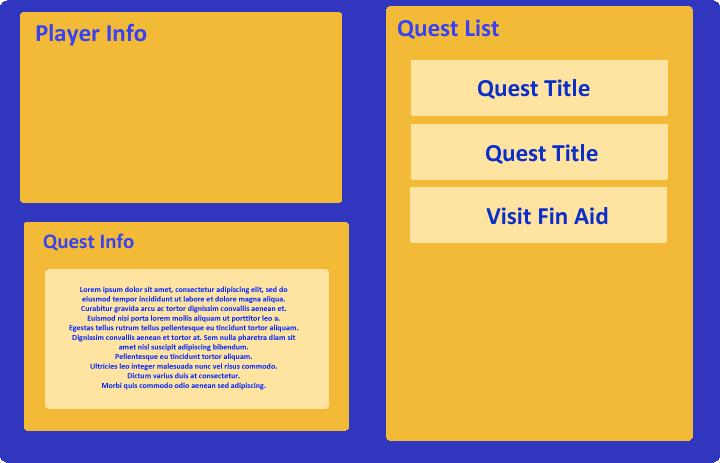 Player Info
Quest Info
Lorem ipsum dolor sit amet, consectetur adipiscing elit, sed do
eiusmod tempor incididunt ut labore et dolore magna aliqua.
Curabitur gravida arcu ac tortor dignissim convallis aenean et.
Euismod nisi porta lorem mollis aliquam ut porttitor leo a.
Egestas tellus rutrum tellus pellentesque eu tincidunt tortor aliquam.
Dignissim convallis aenean et tortor at. Sem nulla pharetra diam sit
amet nisl suscipit adipiscing bibendum.
Pellentesque eu tincidunt tortor aliquam.
Ultricies leo integer malesuada nunc vel risus commodo.
Dictum varius duis at consectetur.
Morbi quis commodo odio aenean sed adipiscing.
Quest List
Quest Title
Quest Title
Visit Fin Aid